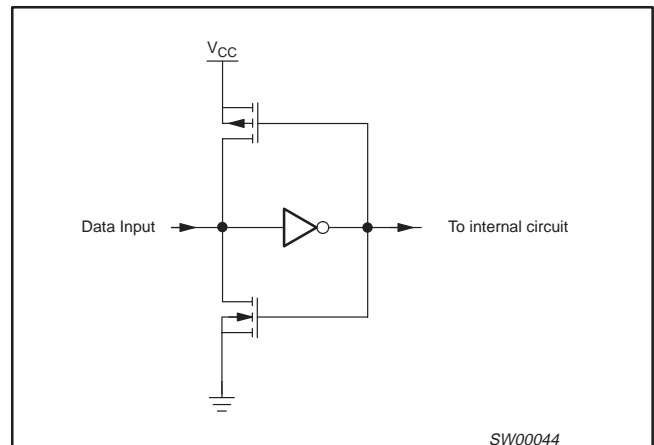 VCC
Data Input
To internal circuit
SW00044